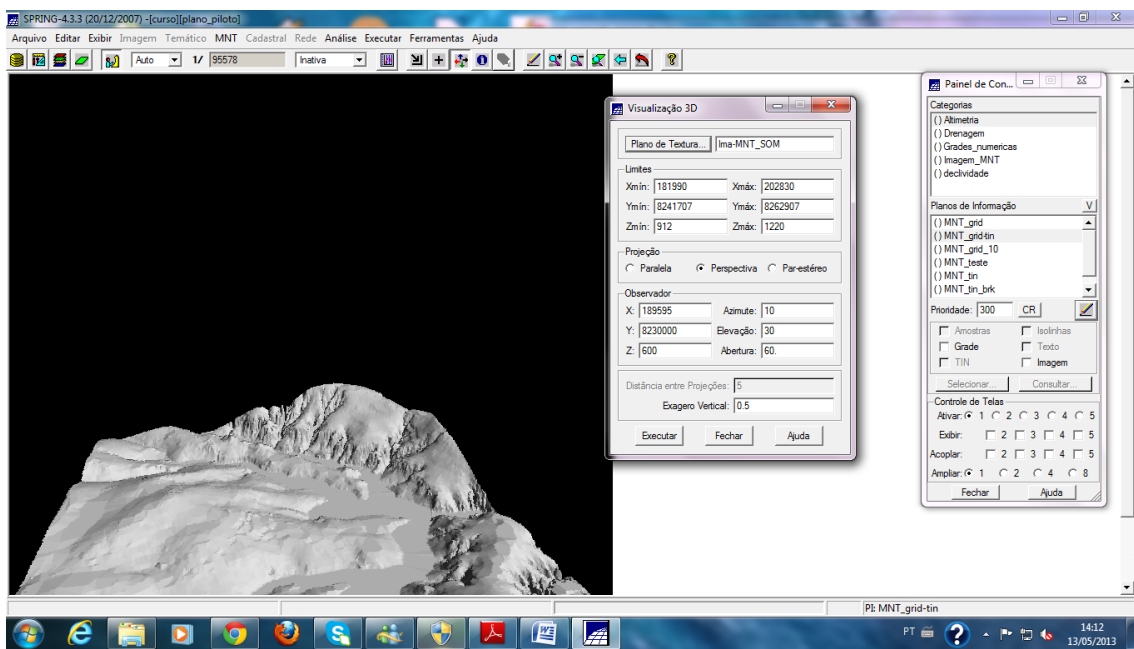 SPRING-4.3.3 (20/12/2007) -[curso][plano_piloto]
Arquivo Editar Exibir Imagem Temático MNT Cadastral Rede Análise Executar Ferramentas Ajuda
Auto 1/ 95578 Inativa
Visualização 3D
Plano de Textura... Ima-MNT_SOM
Limites
Xmín: 181990 Xmáx: 202830
Ymín: 8241707 Ymáx: 8262907
Zmín: 912 Zmáx: 1220
Projeção
Paralela Perspectiva Par-estéreo
Observador
X: 189595 Azimute: 10
Y: 8230000 Elevação: 30
Z: 600 Abertura: 60.
Distância entre Projeções: 5
Exagero Vertical: 0.5
Executar Fechar Ajuda
Painel de Con...
Categorias
() Altimetria
() Drenagem
() Grades_numericas
() Imagem_MNT
() declividade
Planos de Informação V
() MNT_grid
() MNT_grid-tin
() MNT_grid_10
() MNT_teste
() MNT_tin
() MNT_tin_brk
Prioridade: 300 CR
Amostras Isolinhas
Grade Texto
TIN Imagem
Selecionar... Consultar...
Controle de Telas
Ativar: 1 2 3 4 5
Exibir: 2 3 4 5
Acoplar: 2 3 4 5
Ampliar: 1 2 4 8
Fechar Ajuda
PI: MNT_grid-tin
PT 14:12
13/05/2013